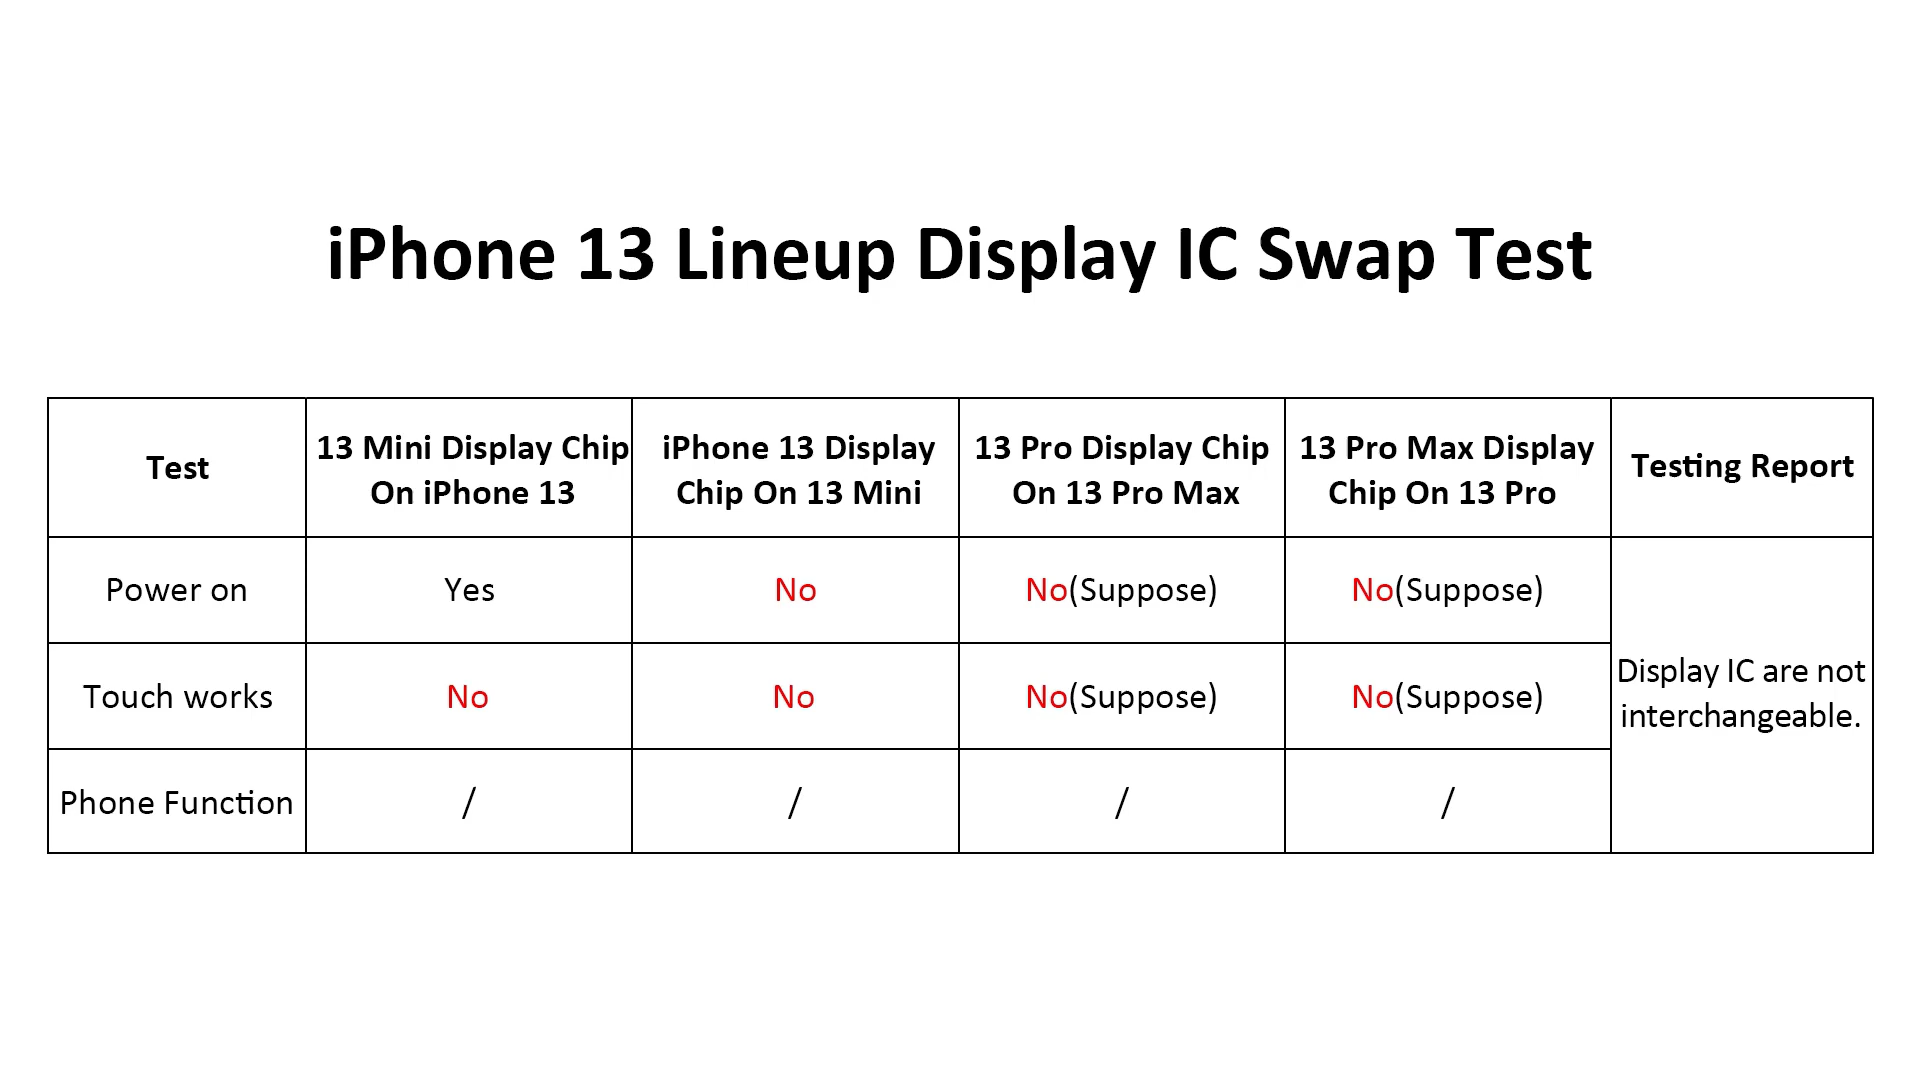 iPhone 13 Lineup Display IC Swap Test
Test
13 Mini Display Chip
On iPhone 13
iPhone 13 Display
Chip On 13 Mini
13 Pro Display Chip
On 13 Pro Max
13 Pro Max Display
Chip On 13 Pro
Testing Report
Power on
Yes
No
No(Suppose)
No(Suppose)
Touch works
No
No
No(Suppose)
No(Suppose)
Display IC are not
interchangeable.
Phone Function
/
/
/
/